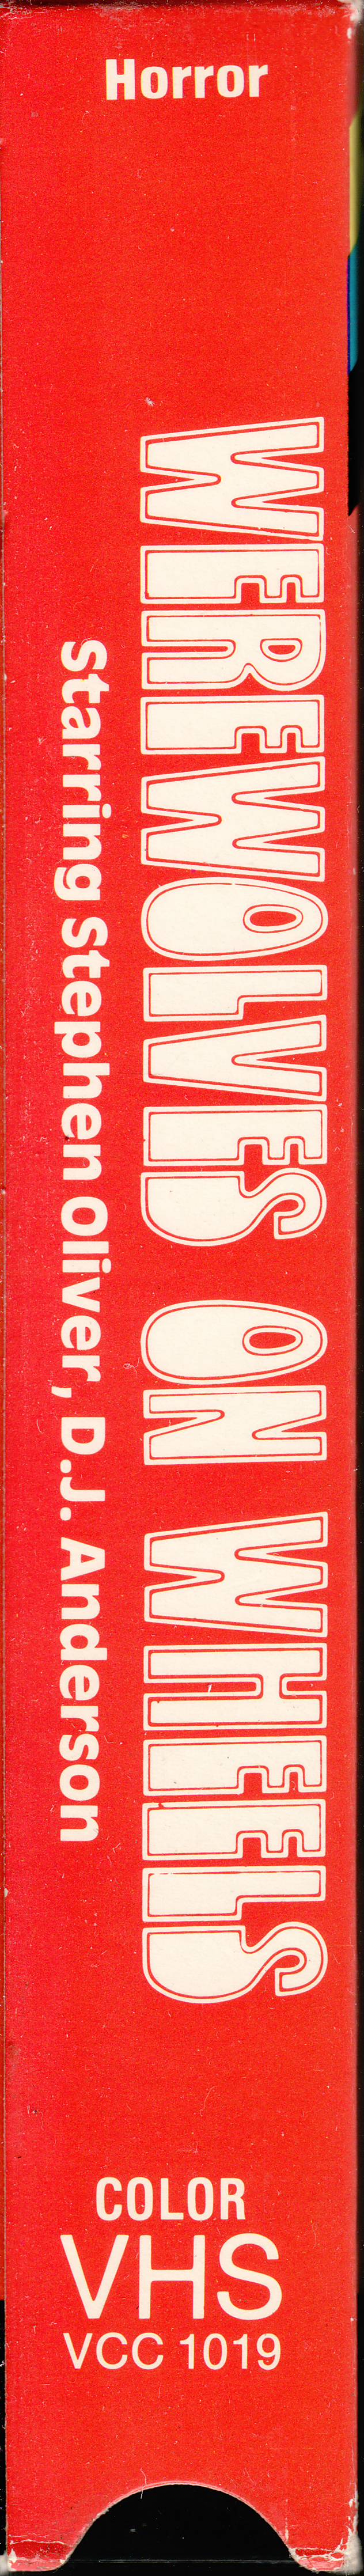 Horror
WEREWOLVES ON WHEELS
Starring Stephen Oliver, D.J. Anderson
COLOR
VHS
VCC 1019